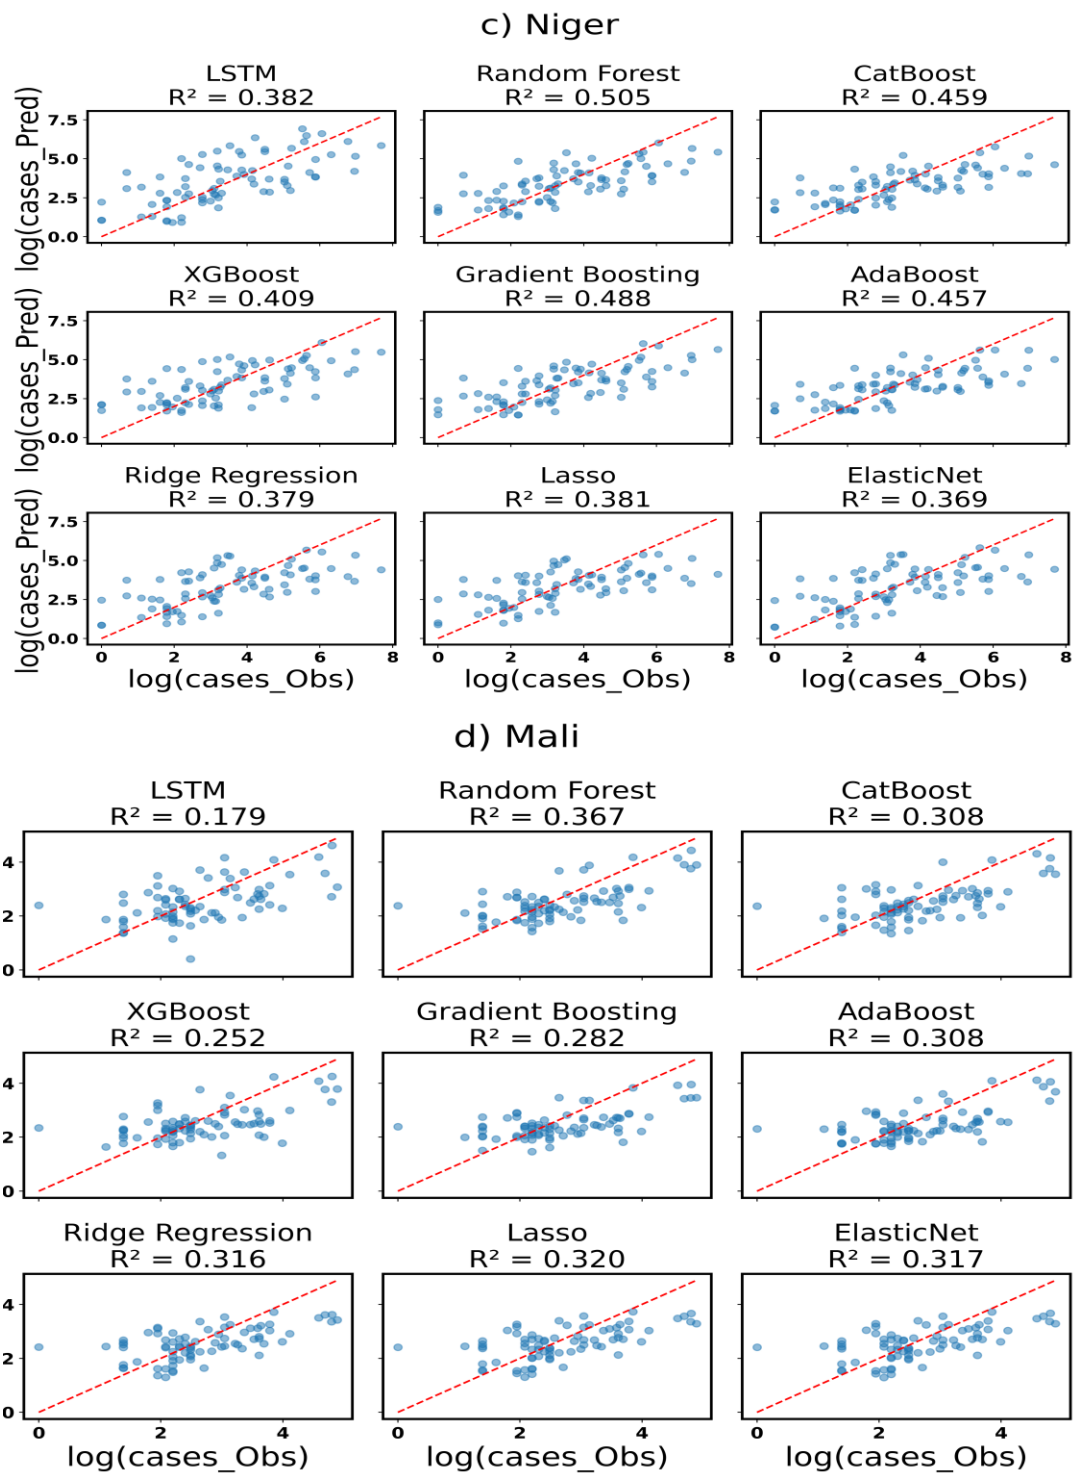 c) Niger
LSTM Random Forest CatBoost
R² = 0.382 R² = 0.505 R² = 0.459
log(cases_Pred)
7.5
5.0
2.5
0.0
XGBoost Gradient Boosting AdaBoost
R² = 0.409 R² = 0.488 R² = 0.457
log(cases_Pred)
7.5
5.0
2.5
0.0
Ridge Regression Lasso ElasticNet
R² = 0.379 R² = 0.381 R² = 0.369
log(cases_Pred)
7.5
5.0
2.5
0.0
0 2 4 6 8 0 2 4 6 8 0 2 4 6 8
log(cases_Obs) log(cases_Obs) log(cases_Obs)
d) Mali
LSTM Random Forest CatBoost
R² = 0.179 R² = 0.367 R² = 0.308
4
2
0
XGBoost Gradient Boosting AdaBoost
R² = 0.252 R² = 0.282 R² = 0.308
4
2
0
Ridge Regression Lasso ElasticNet
R² = 0.316 R² = 0.320 R² = 0.317
4
2
0
0 2 4 0 2 4 0 2 4
log(cases_Obs) log(cases_Obs) log(cases_Obs)